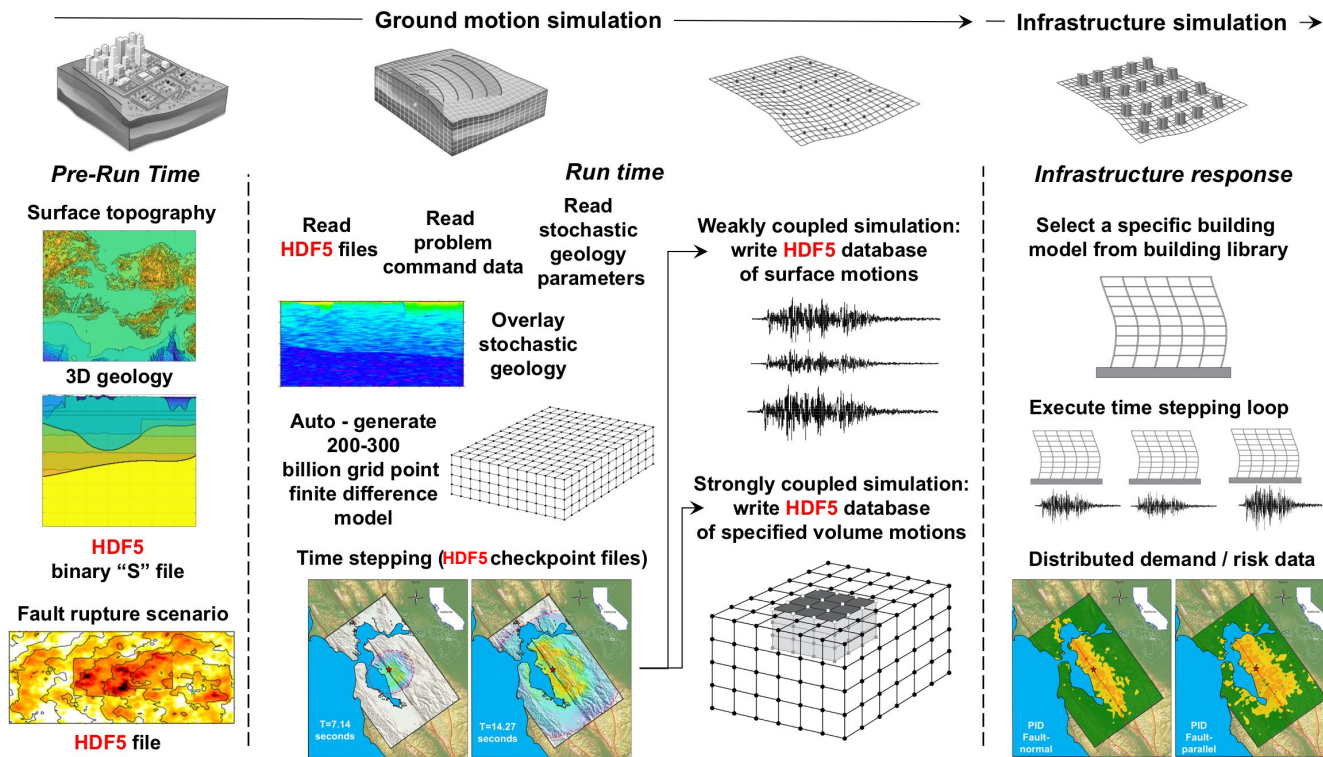 Ground motion simulation
Infrastructure simulation
Pre-Run Time
Surface topography
3D geology
HDF5
binary “S” file
Fault rupture scenario
HDF5 file
Run time
Read
HDF5 files
Read
problem
command data
Read
stochastic
geology
parameters
Overlay
stochastic
geology
Auto - generate
200-300
billion grid point
finite difference
model
Time stepping (HDF5 checkpoint files)
T=7.14
seconds
T=14.27
seconds
Weakly coupled simulation:
write HDF5 database
of surface motions
Strongly coupled simulation:
write HDF5 database
of specified volume motions
Infrastructure response
Select a specific building
model from building library
Execute time stepping loop
Distributed demand / risk data
PID
Fault-
normal
PID
Fault-
parallel